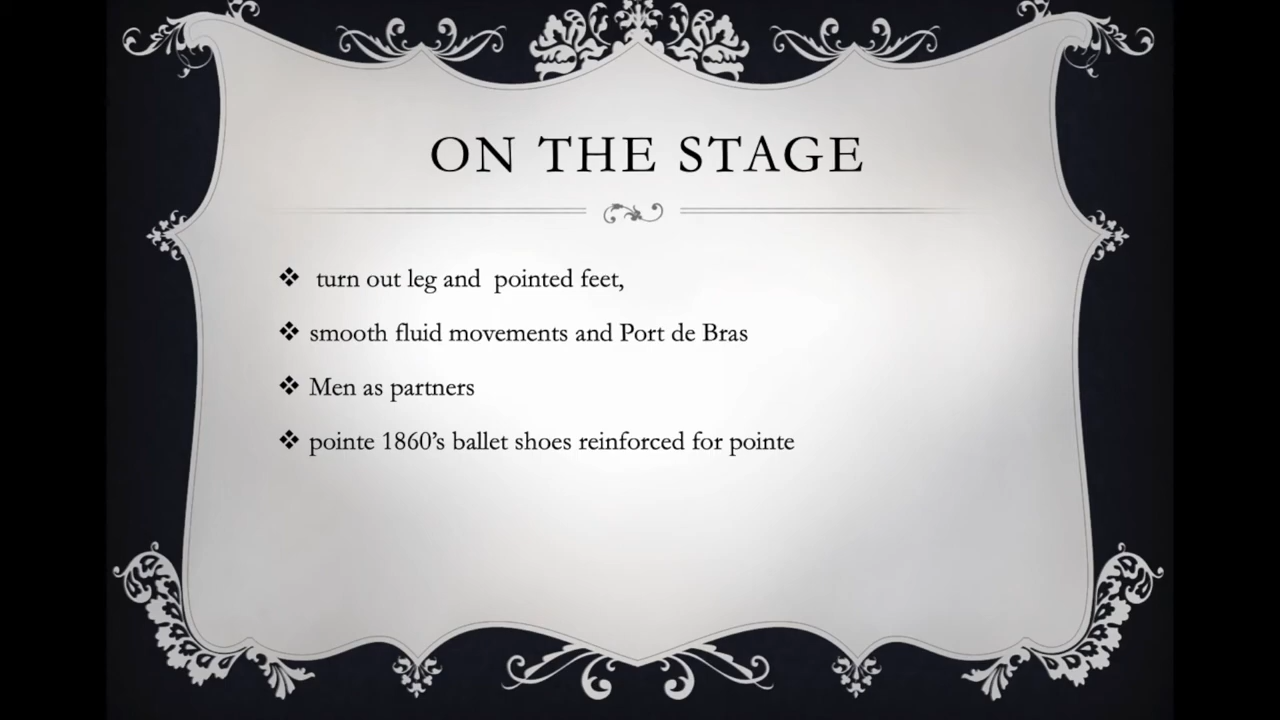 ON THE STAGE
❖ turn out leg and pointed feet,
❖ smooth fluid movements and Port de Bras
❖ Men as partners
❖ pointe 1860’s ballet shoes reinforced for pointe